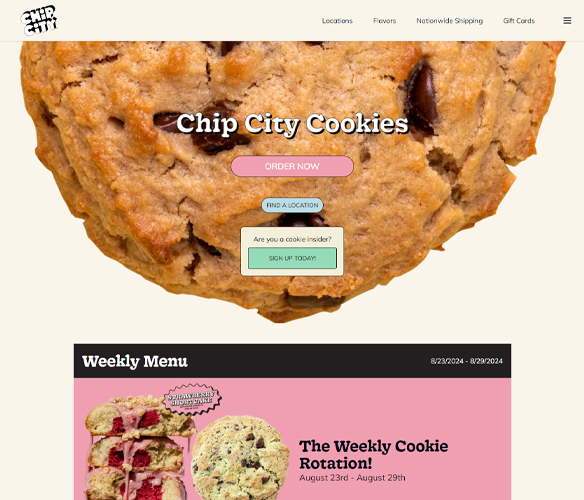 CHIP
CITY
Locations
Flavors
Nationwide Shipping
Gift Cards
Chip City Cookies
ORDER NOW
FIND A LOCATION
Are you a cookie insider?
SIGN UP TODAY!
Weekly Menu
8/23/2024 - 8/29/2024
STRAWBERRY
SHORTCAKE
The Weekly Cookie
Rotation!
August 23rd - August 29th